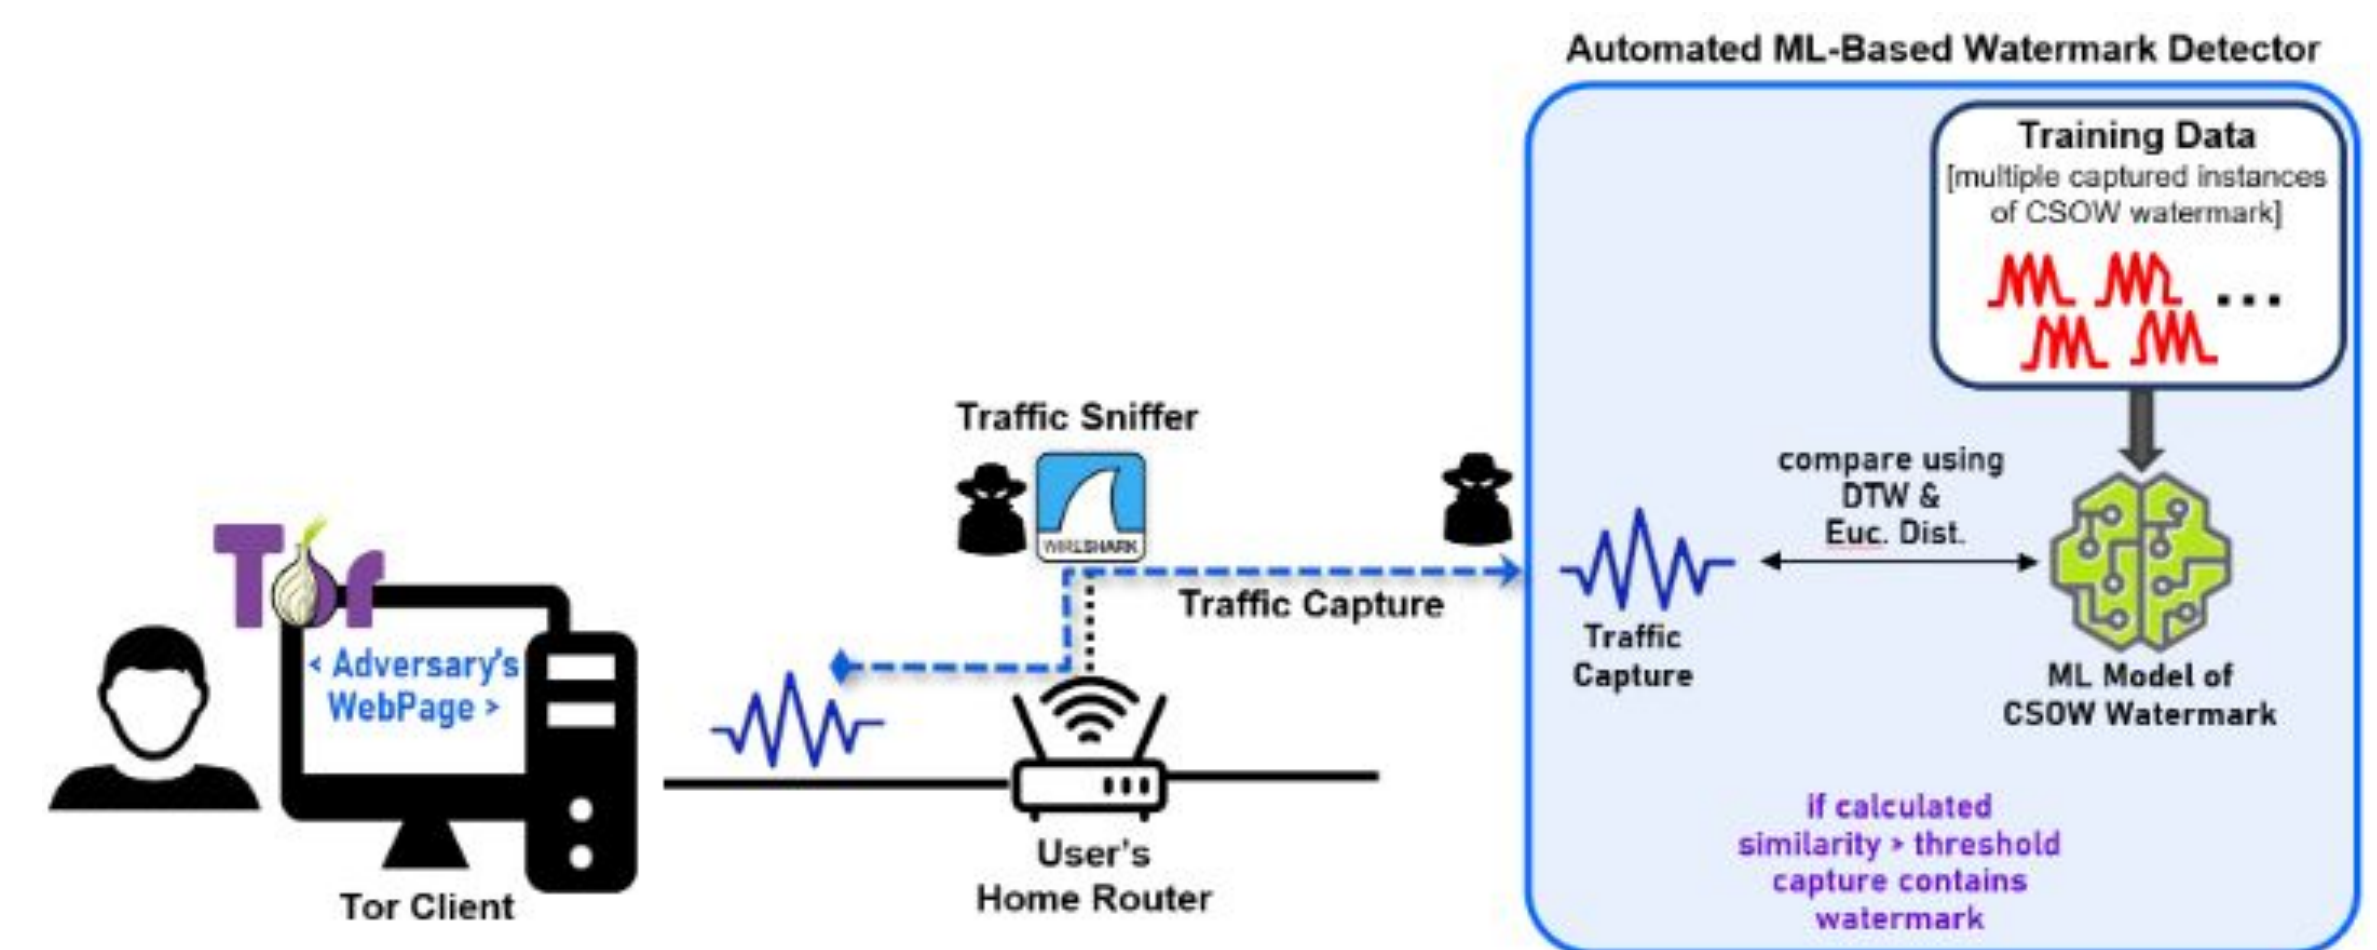 Automated ML-Based Watermark Detector
Training Data
[multiple captured instances
of CSOW watermark]
...
Traffic Sniffer
WIRESHARK
compare using
DTW &
Euc. Dist.
Tor
< Adversary's
WebPage >
Traffic Capture
Traffic
Capture
ML Model of
CSOW Watermark
if calculated
similarity > threshold
capture contains
watermark
User's
Home Router
Tor Client